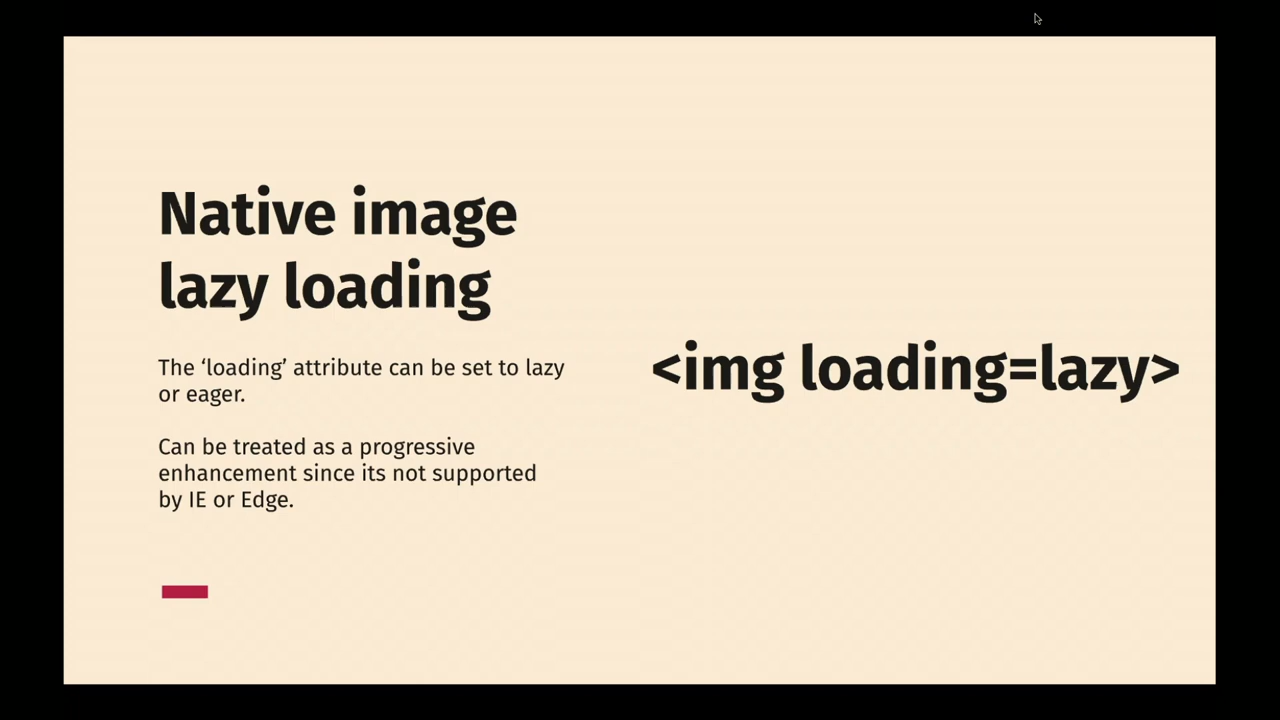 Native image
lazy loading
The ‘loading’ attribute can be set to lazy
or eager.
Can be treated as a progressive
enhancement since its not supported
by IE or Edge.
<img loading=lazy>